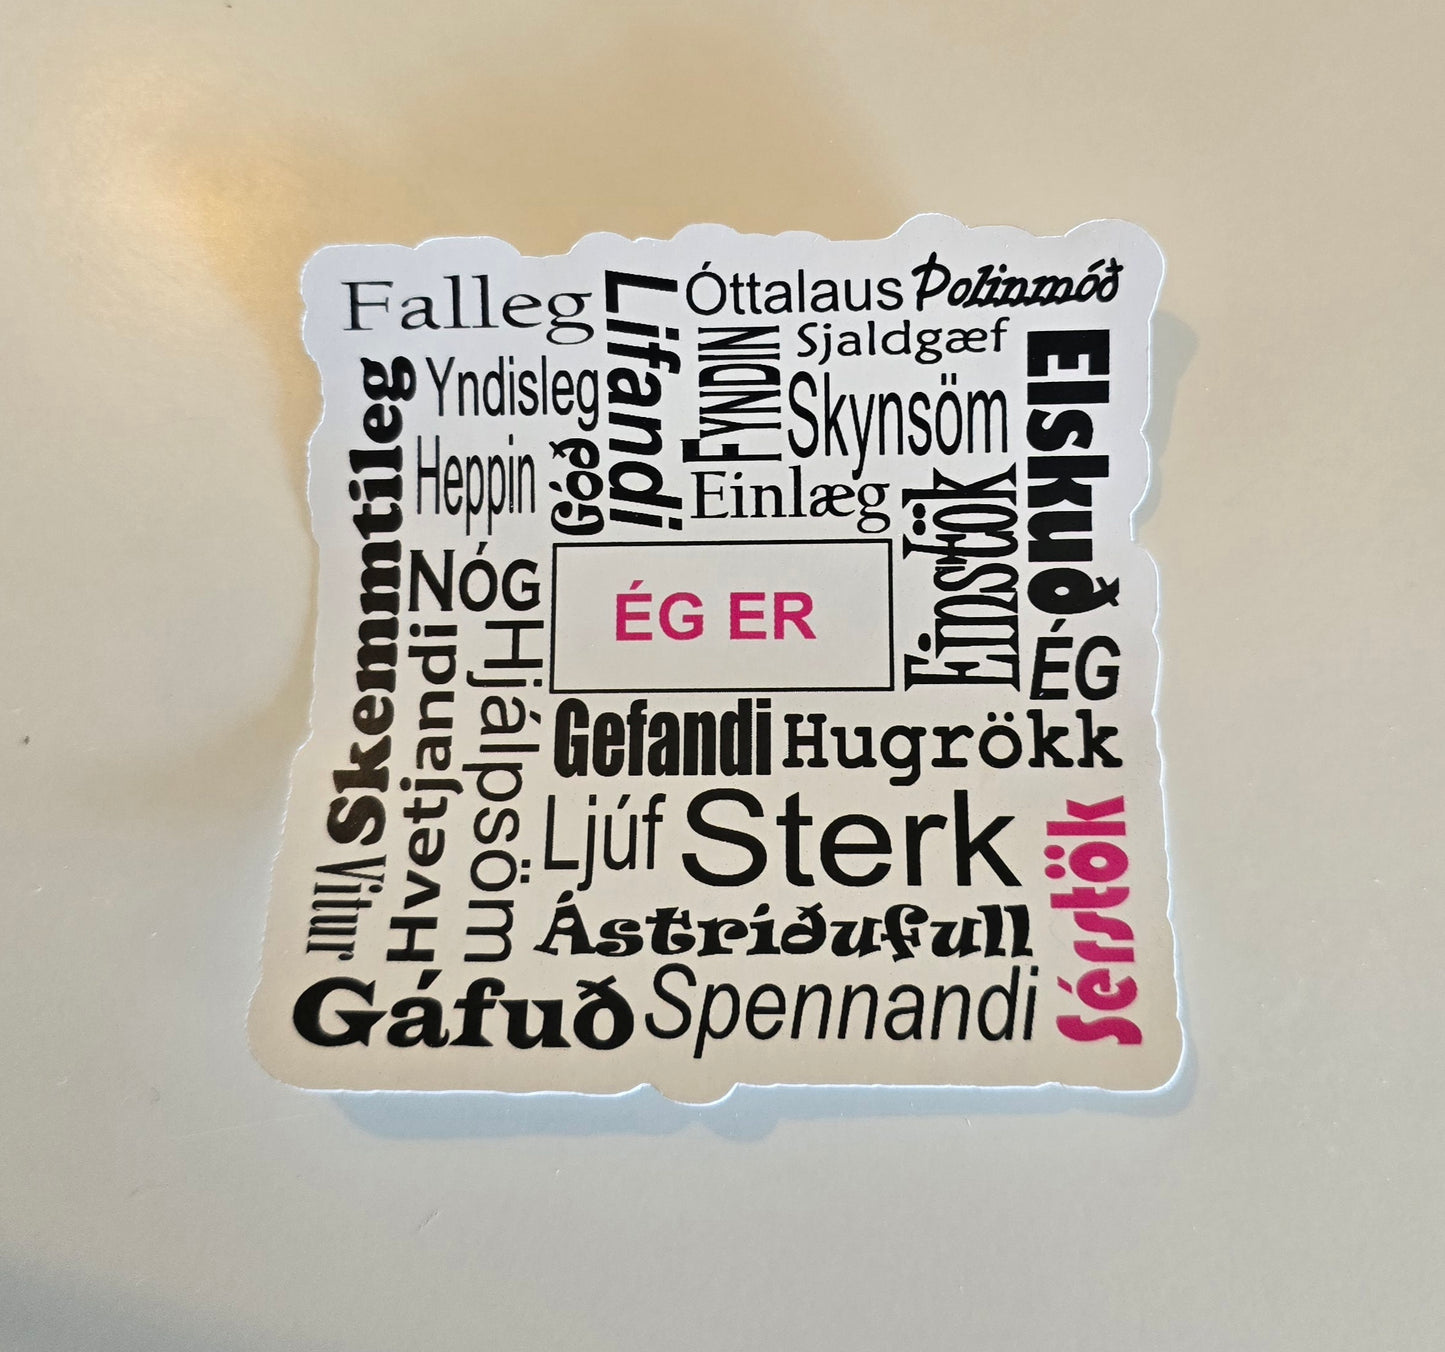 Falleg
Lifandi
Óttalaus
Þolinmóð
Sjaldgæf
FYNDIN
Elskuð
Skemmtileg
Yndisleg
Skynsöm
Heppin
Góð
Einlæg
Einstök
NÓG
ÉG ER
ÉG
Hvetjandi
Hjálpsöm
Gefandi
Hugrökk
Ljúf
Sterk
Sérstök
Vitur
Ástríðufull
Gáfuð
Spennandi